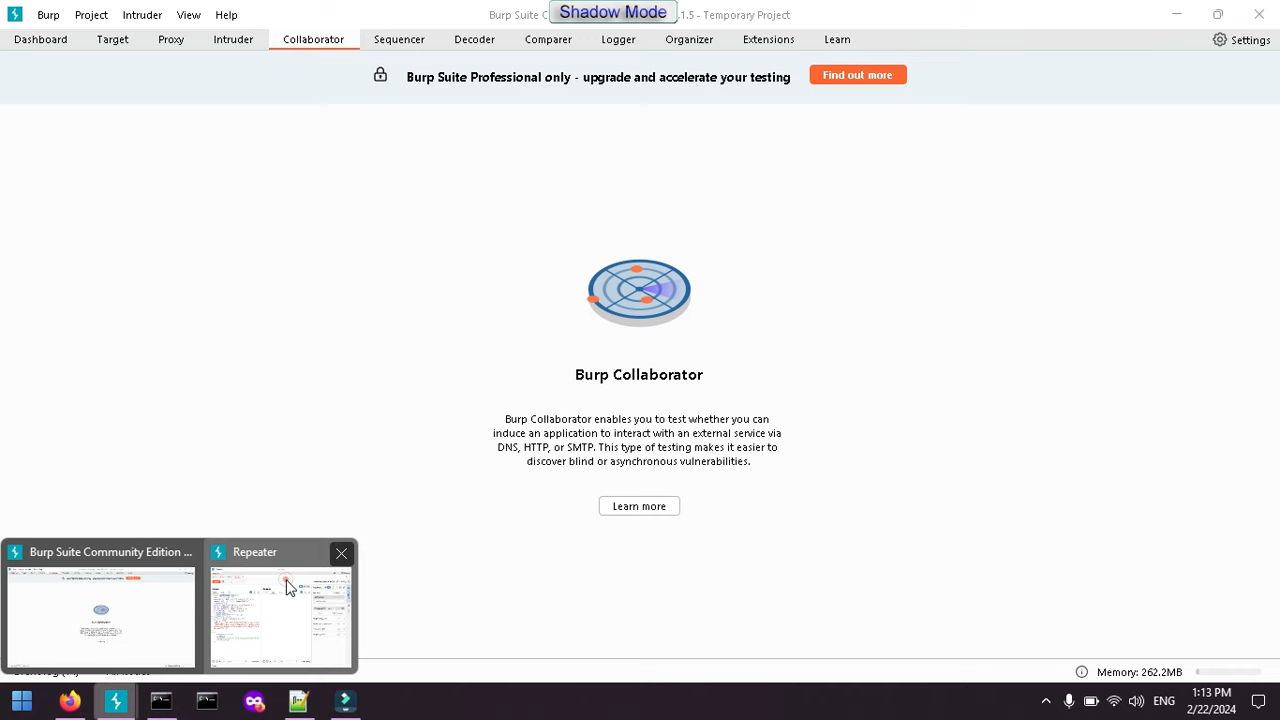 Shadow Mode
Burp Project Intruder View Help
Burp Suite C .1.5 - Temporary Project
Dashboard Target Proxy Intruder Collaborator Sequencer Decoder Comparer Logger Organizer Extensions Learn
Settings
Burp Suite Professional only - upgrade and accelerate your testing
Find out more
Burp Collaborator
Burp Collaborator enables you to test whether you can
induce an application to interact with an external service via
DNS, HTTP, or SMTP. This type of testing makes it easier to
discover blind or asynchronous vulnerabilities.
Learn more
Burp Suite Community Edition ...
Repeater
Memory: 262.2MB
ENG
1:13 PM
2/22/2024